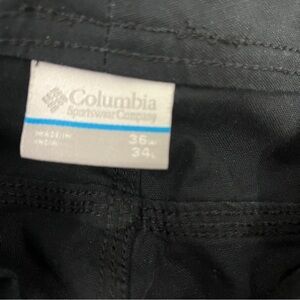 Columbia
Sportswear Company
MADE IN 36W
INDIA 34L